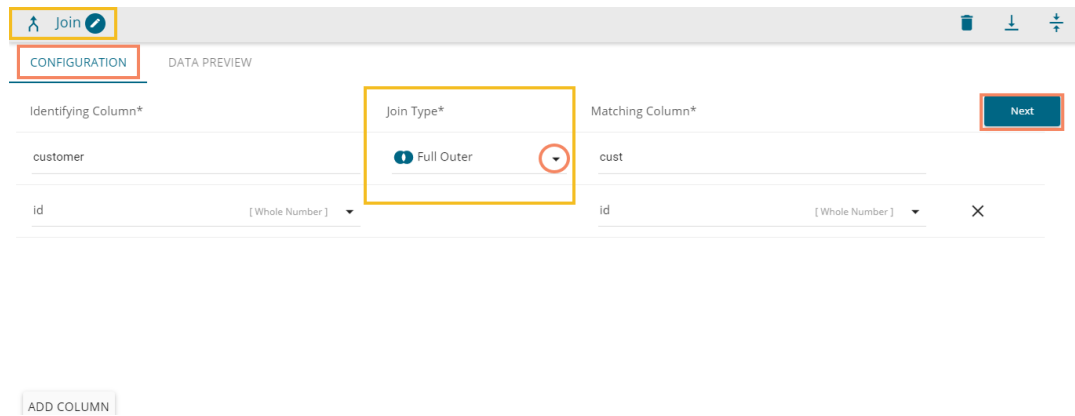 Join
CONFIGURATION DATA PREVIEW
Identifying Column* Join Type* Matching Column* Next
customer Full Outer cust
id [ Whole Number ] id [ Whole Number ]
ADD COLUMN